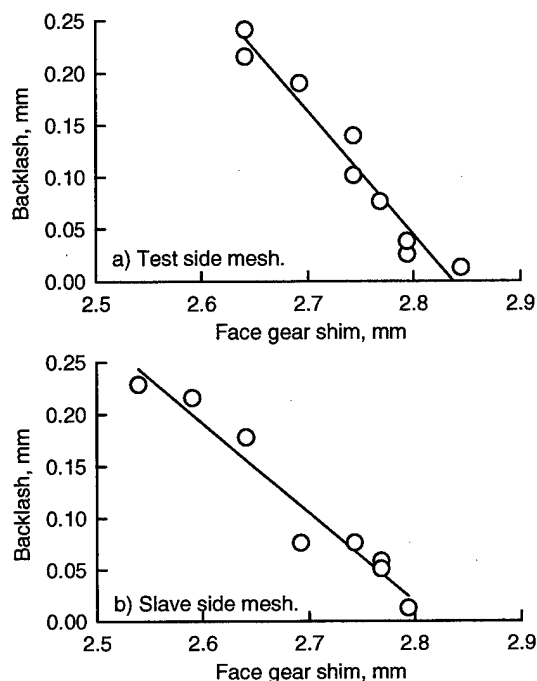 0.25
0.20
0.15
0.10
0.05
0.00
Backlash, mm
a) Test side mesh.
2.5 2.6 2.7 2.8 2.9
Face gear shim, mm
0.25
0.20
0.15
0.10
0.05
0.00
Backlash, mm
b) Slave side mesh.
2.5 2.6 2.7 2.8 2.9
Face gear shim, mm